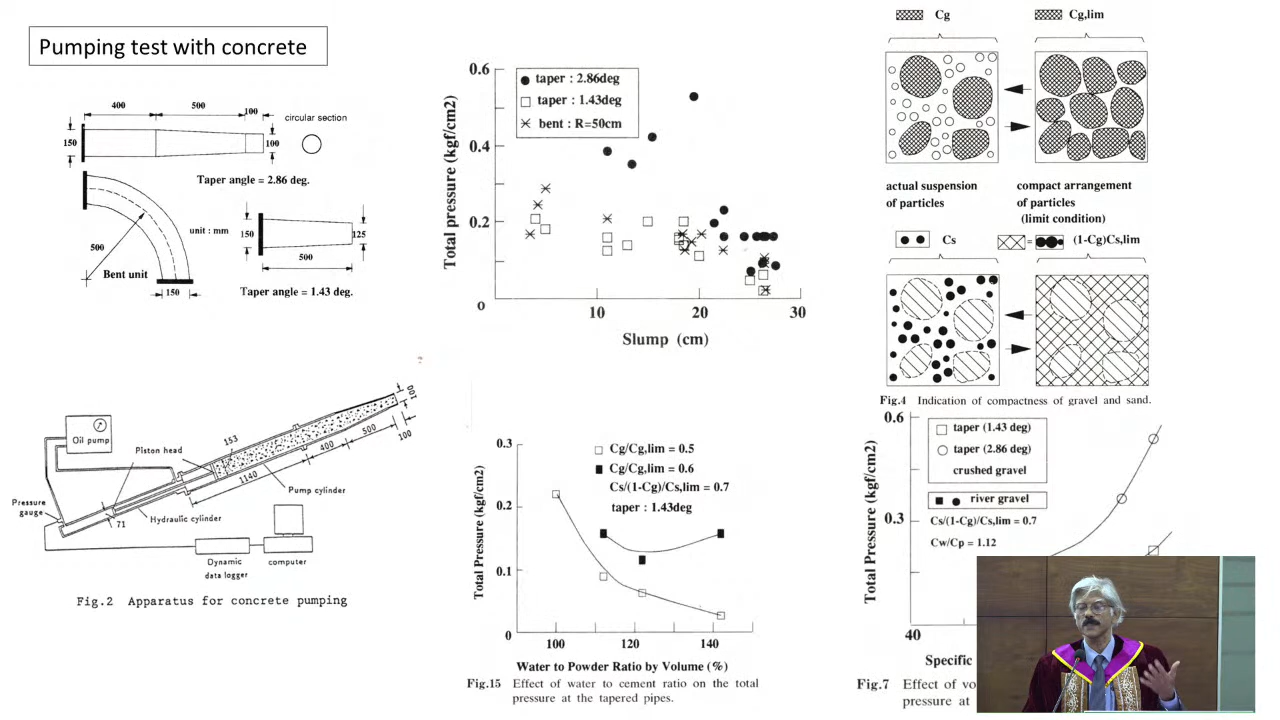 Pumping test with concrete
400
500
100
circular section
150
100
Taper angle = 2.86 deg.
unit : mm
150
125
500
500
Bent unit
150
Taper angle = 1.43 deg.
Oil pump
Piston head
153
1140
400
500
100
100
Pump cylinder
Pressure
gauge
71
Hydraulic cylinder
Dynamic
data logger
computer
Fig.2 Apparatus for concrete pumping
Total pressure (kgf/cm2)
0.6
0.4
0.2
0
taper : 2.86deg
taper : 1.43deg
bent : R=50cm
10
20
30
Slump (cm)
Total Pressure (kgf/cm2)
0.3
0.2
0.1
0
Cg/Cg,lim = 0.5
Cg/Cg,lim = 0.6
Cs/(1-Cg)/Cs,lim = 0.7
taper : 1.43deg
100
120
140
Water to Powder Ratio by Volume (%)
Fig.15 Effect of water to cement ratio on the total
pressure at the tapered pipes.
Cg
Cg,lim
actual suspension
of particles
compact arrangement
of particles
(limit condition)
Cs
= (1-Cg)Cs,lim
Fig.4 Indication of compactness of gravel and sand.
Total Pressure (kgf/cm2)
0.6
0.3
taper (1.43 deg)
taper (2.86 deg)
crushed gravel
river gravel
Cs/(1-Cg)/Cs,lim = 0.7
Cw/Cp = 1.12
40
Specific
Fig.7 Effect of vo
pressure at